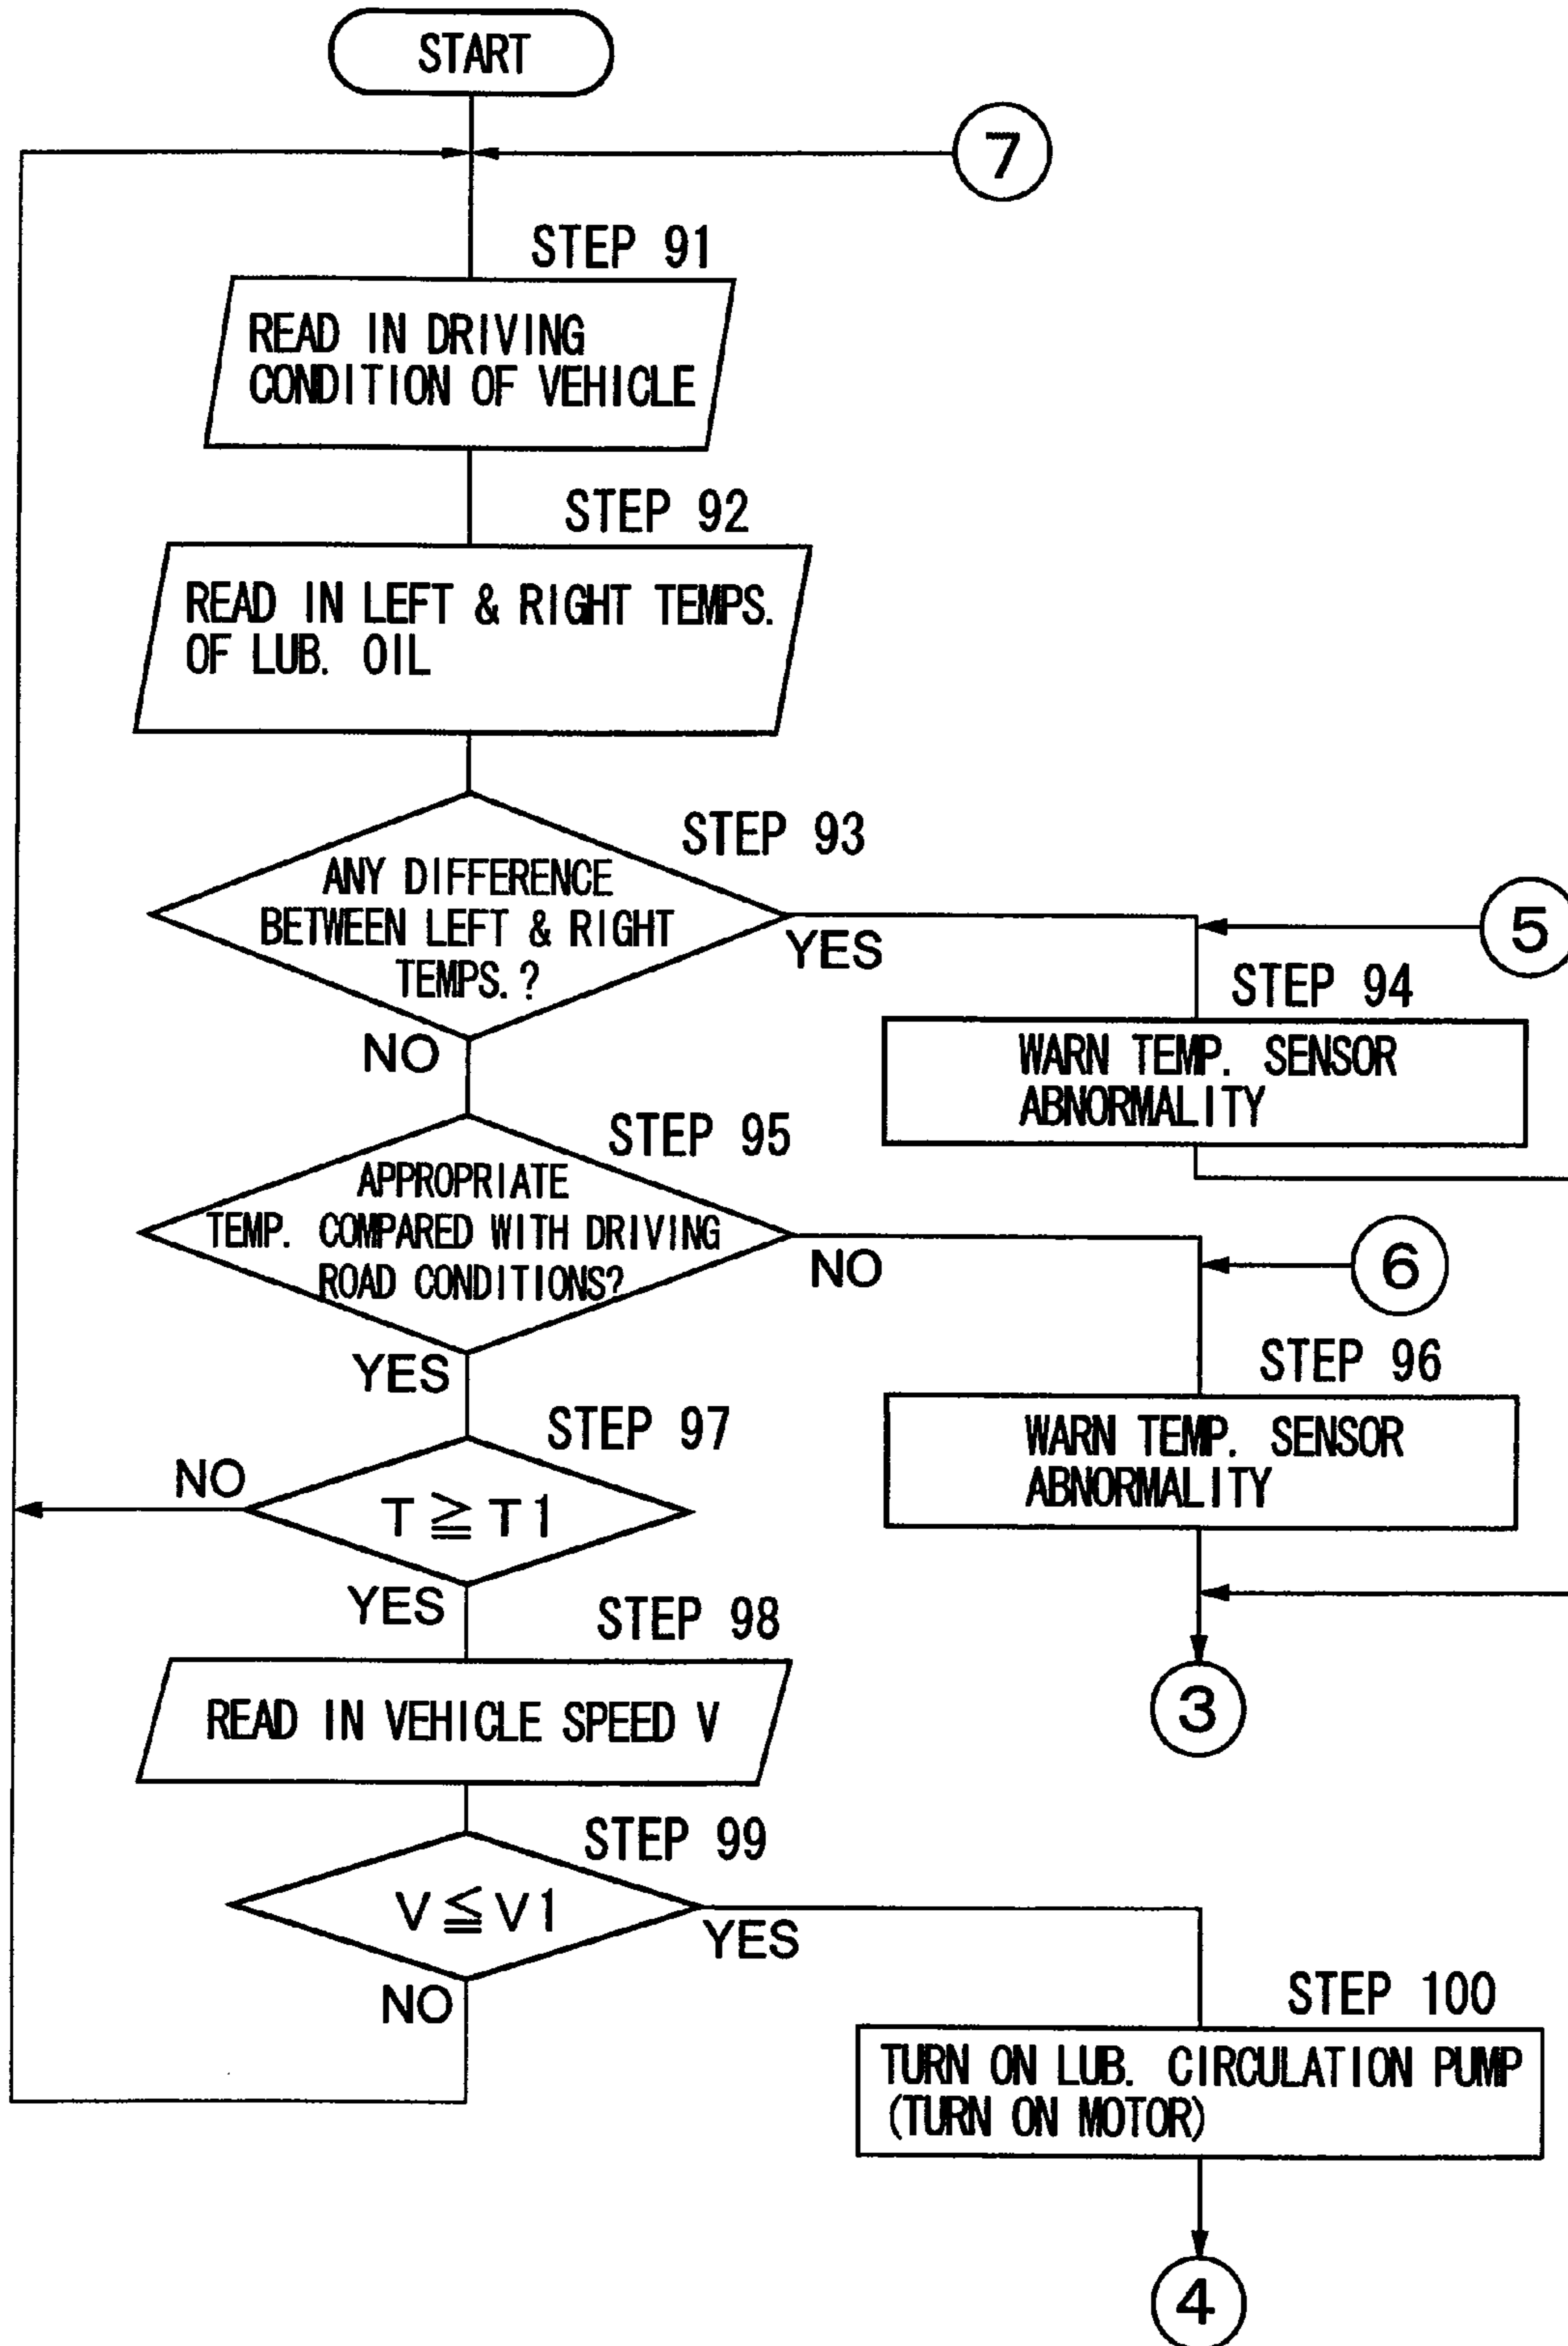 START
7
STEP 91
READ IN DRIVING
CONDITION OF VEHICLE
STEP 92
READ IN LEFT & RIGHT TEMPS.
OF LUB. OIL
STEP 93
ANY DIFFERENCE
BETWEEN LEFT & RIGHT
TEMPS.?
YES
NO
5
STEP 94
WARN TEMP. SENSOR
ABNORMALITY
STEP 95
APPROPRIATE
TEMP. COMPARED WITH DRIVING
ROAD CONDITIONS?
NO
YES
6
STEP 96
WARN TEMP. SENSOR
ABNORMALITY
3
STEP 97
NO
T ≧ T1
YES
STEP 98
READ IN VEHICLE SPEED V
STEP 99
V ≦ V1
YES
NO
STEP 100
TURN ON LUB. CIRCULATION PUMP
(TURN ON MOTOR)
4